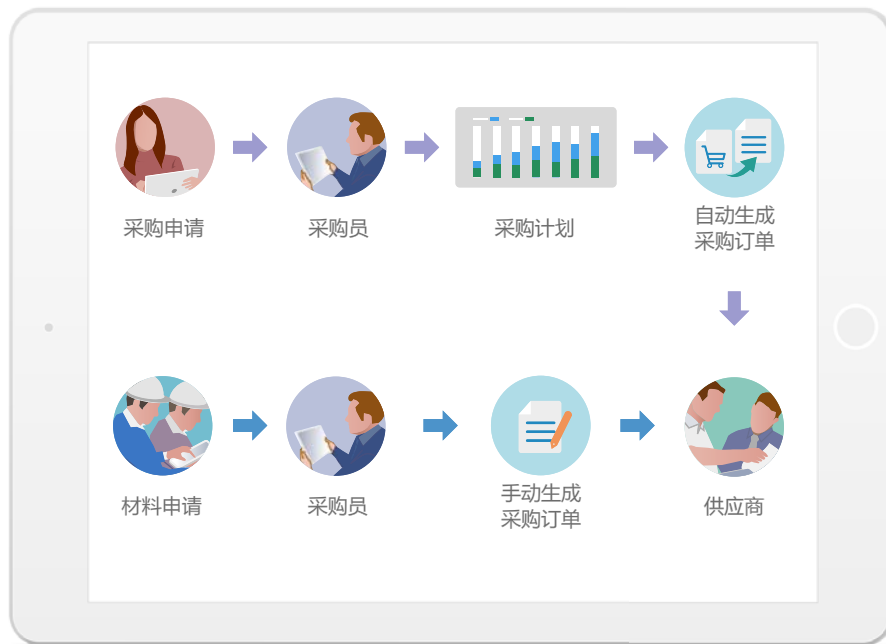 采购申请
采购员
采购计划
自动生成
采购订单
材料申请
采购员
手动生成
采购订单
供应商